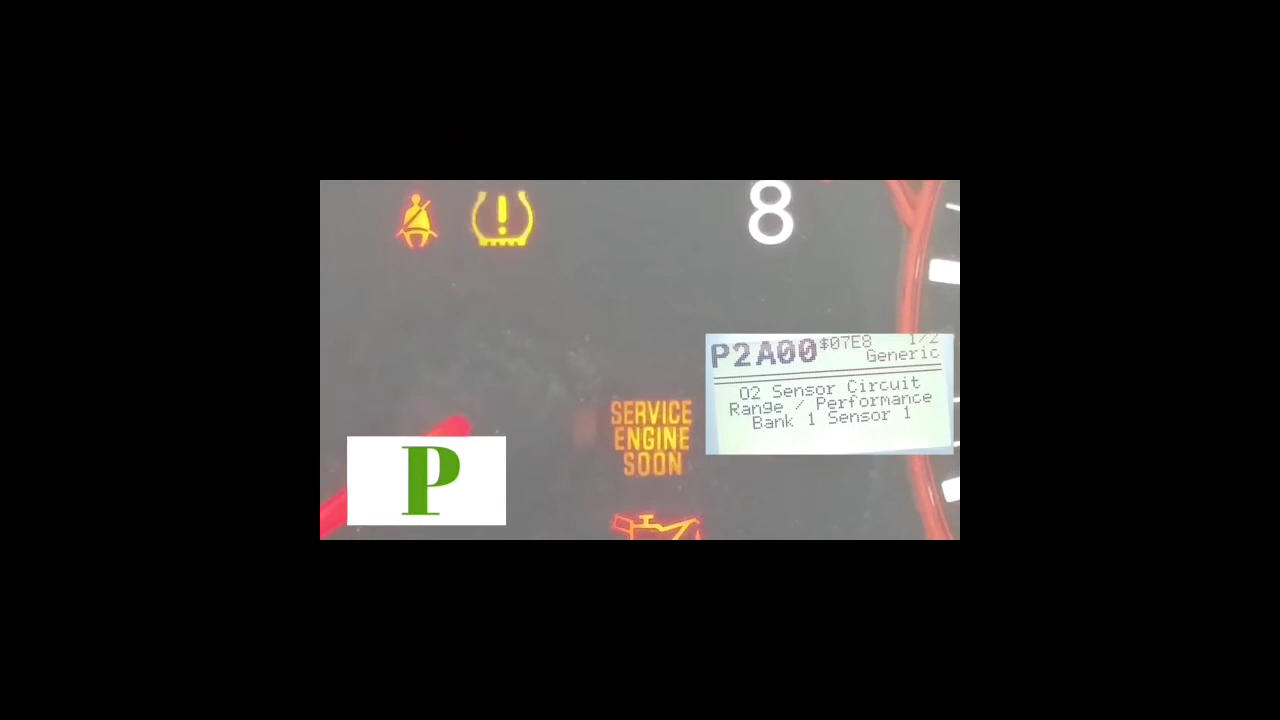 8
P2A00 $07E8 1/2
Generic
O2 Sensor Circuit
Range / Performance
Bank 1 Sensor 1
SERVICE
ENGINE
SOON
P